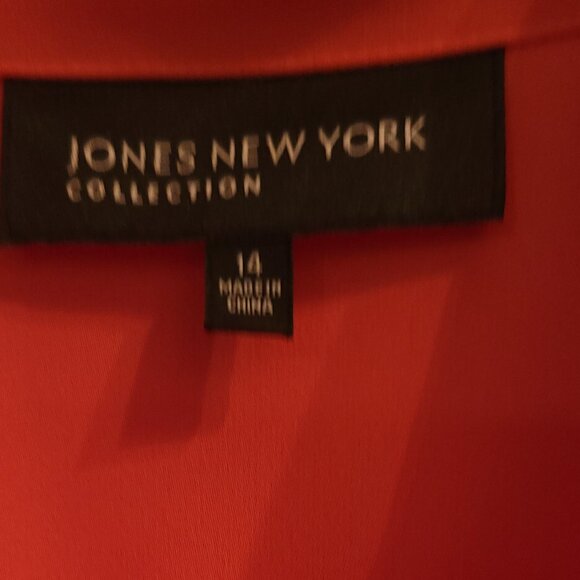 JONES NEW YORK
COLLECTION
14
MADE IN
CHINA